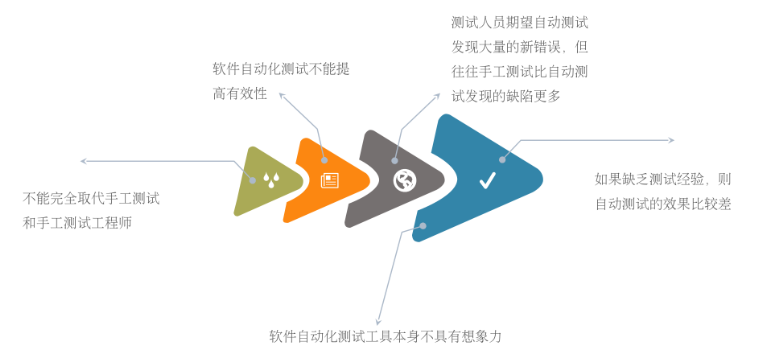 测试人员期望自动测试
发现大量的新错误，但
往往手工测试比自动测
试发现的缺陷更多
软件自动化测试不能提
高有效性
如果缺乏测试经验，则
自动测试的效果比较差
不能完全取代手工测试
和手工测试工程师
软件自动化测试工具本身不具有想象力